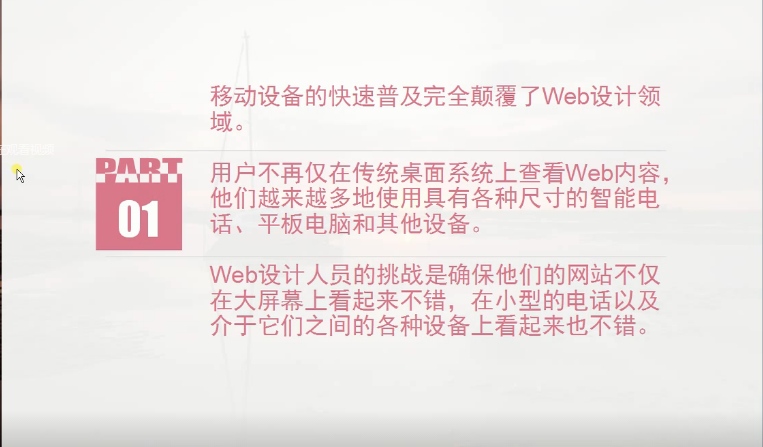 移动设备的快速普及完全颠覆了Web设计领
域。
PART
01
用户不再仅在传统桌面系统上查看Web内容，
他们越来越多地使用具有各种尺寸的智能电
话、平板电脑和其他设备。
Web设计人员的挑战是确保他们的网站不仅
在大屏幕上看起来不错，在小型的电话以及
介于它们之间的各种设备上看起来也不错。